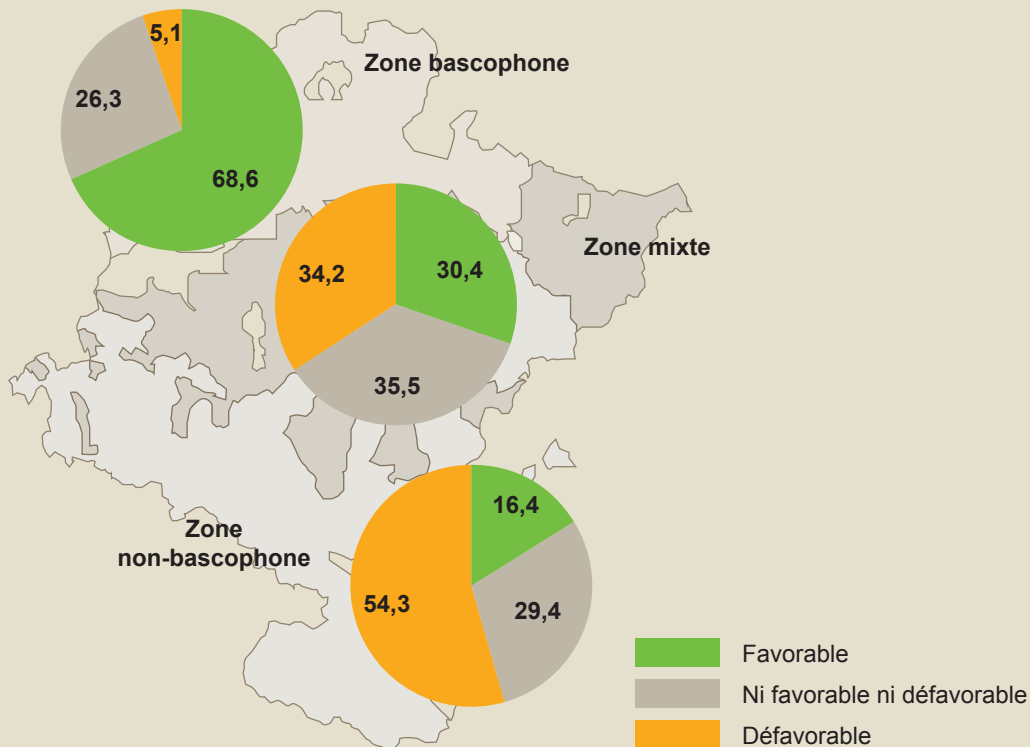 5,1
26,3
68,6
Zone bascophone
34,2
30,4
35,5
Zone mixte
Zone
non-bascophone
16,4
54,3
29,4
Favorable
Ni favorable ni défavorable
Défavorable